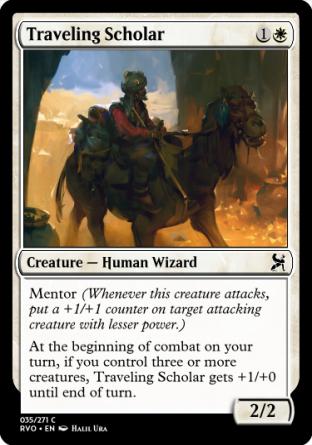 Traveling Scholar 1
Creature — Human Wizard
Mentor (Whenever this creature attacks,
put a +1/+1 counter on target attacking
creature with lesser power.)
At the beginning of combat on your
turn, if you control three or more
creatures, Traveling Scholar gets +1/+0
until end of turn.
2/2
035/271 C
RVO • EN Halil Ura